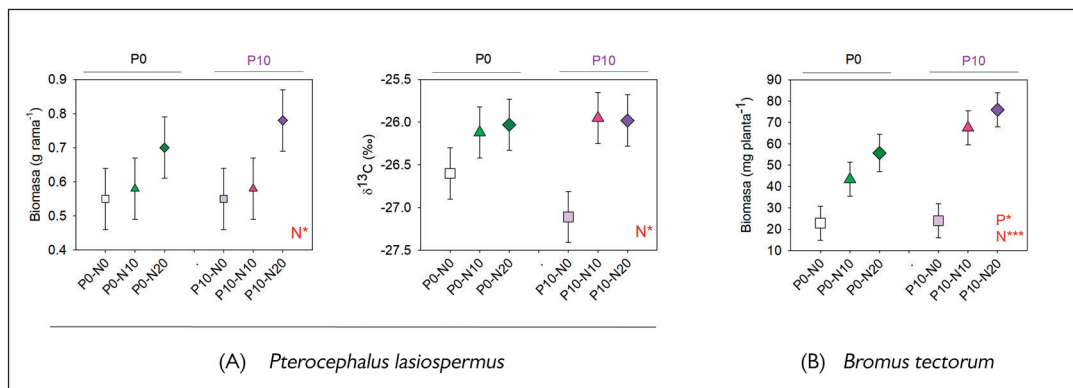 P0 P10
Biomasa (g rama⁻¹)
0.9
0.8
0.7
0.6
0.5
0.4
N*
P0-N0 P0-N10 P0-N20 . P10-N0 P10-N10 P10-N20
P0 P10
δ¹³C (‰)
-25.5
-26.0
-26.5
-27.0
-27.5
N*
P0-N0 P0-N10 P0-N20 . P10-N0 P10-N10 P10-N20
(A) Pterocephalus lasiospermus
P0 P10
Biomasa (mg planta⁻¹)
90
80
70
60
50
40
30
20
10
P*
N***
P0-N0 P0-N10 P0-N20 . P10-N0 P10-N10 P10-N20
(B) Bromus tectorum